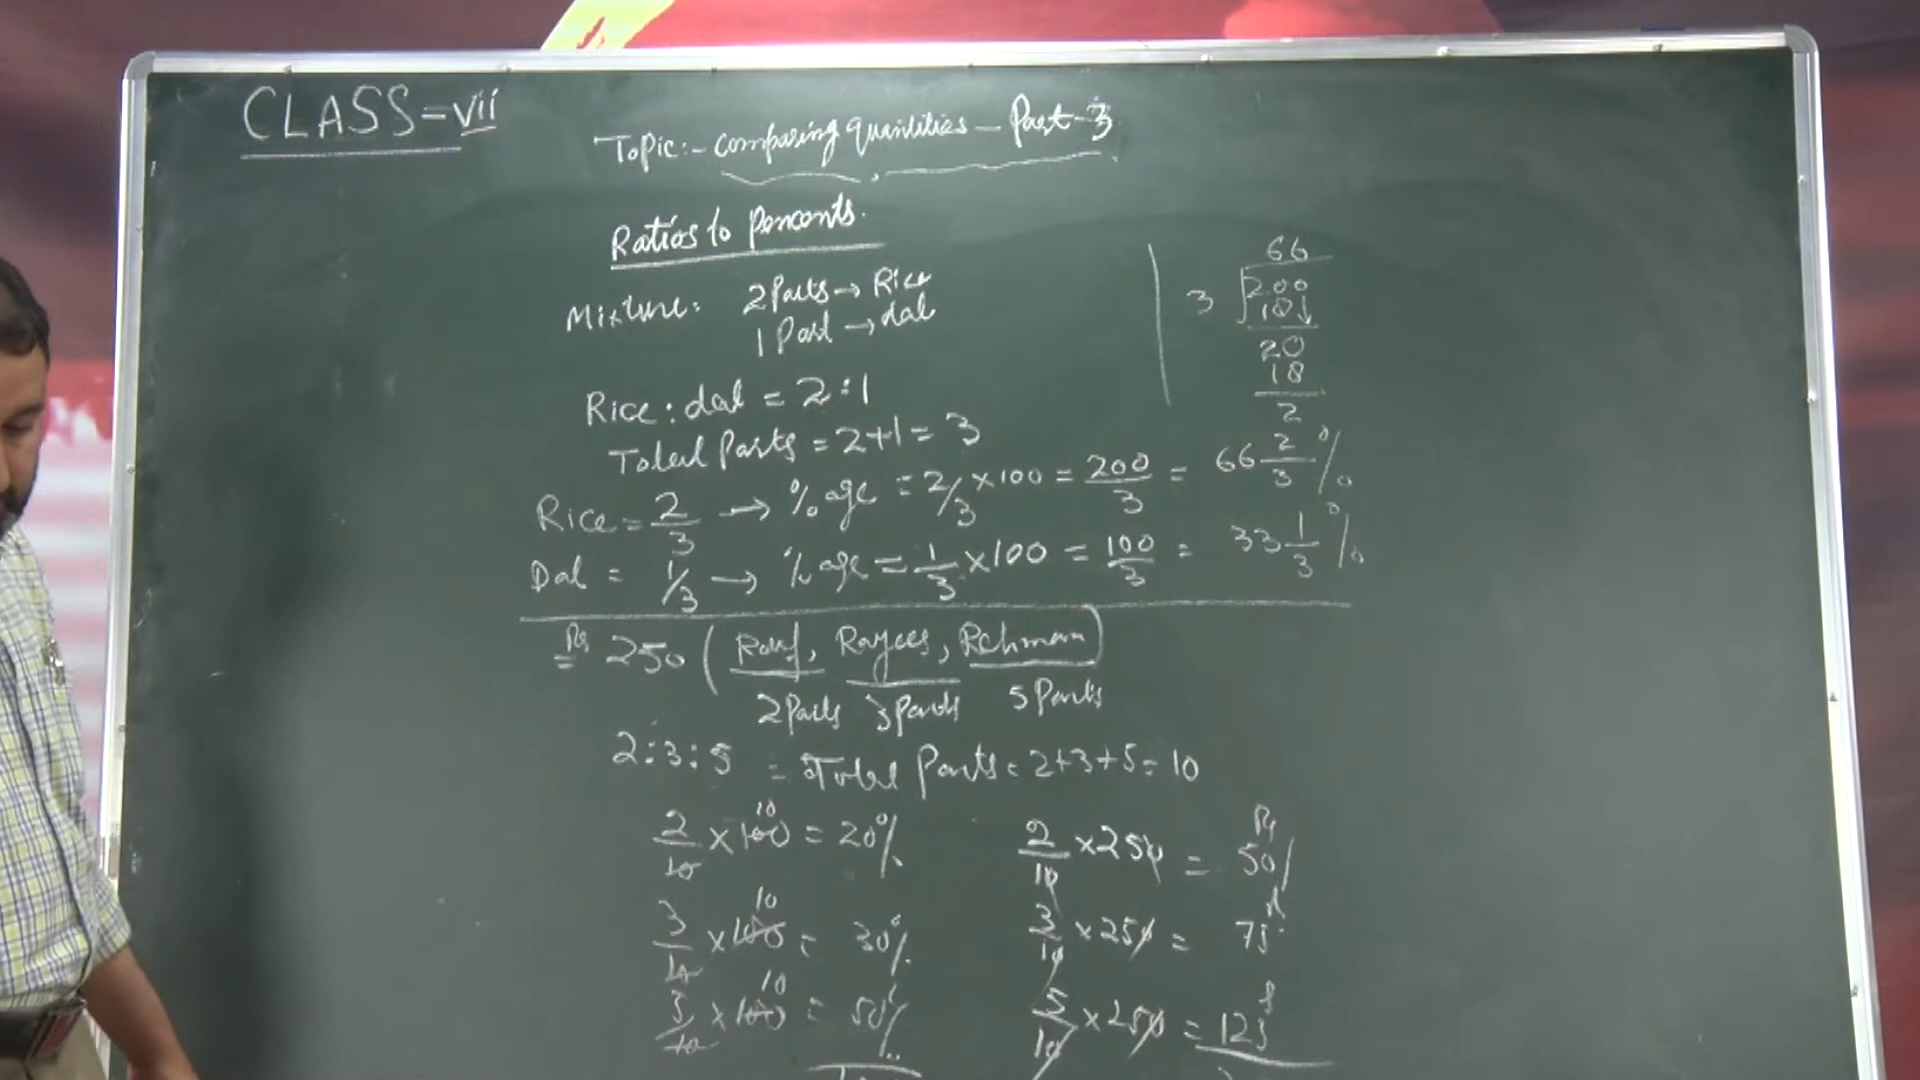 CLASS = VII
Topic:- Comparing Quantities - Part-3
Ratios to Percents.
Mixture: 2 Parts → Rice
1 Part → dal
Rice : dal = 2:1
Total Parts = 2+1 = 3
Rice = 2/3 → %age = 2/3 ×100 = 200/3 = 66 2/3 %
Dal = 1/3 → %age = 1/3 ×100 = 100/3 = 33 1/3 %
66
3 200
18↓
20
18
2
= Rs 250 (Rauf, Rayees, Rehman)
2 Parts 3 Parts 5 Parts
2:3:5 = Total Parts = 2+3+5 = 10
2/10 ×100 10 = 20%
3/10 ×100 10 = 30%
5/10 ×100 10 = 50%
2/10 ×250 = Rs 50/
3/10 ×250 = 75
5/10 ×250 = 125